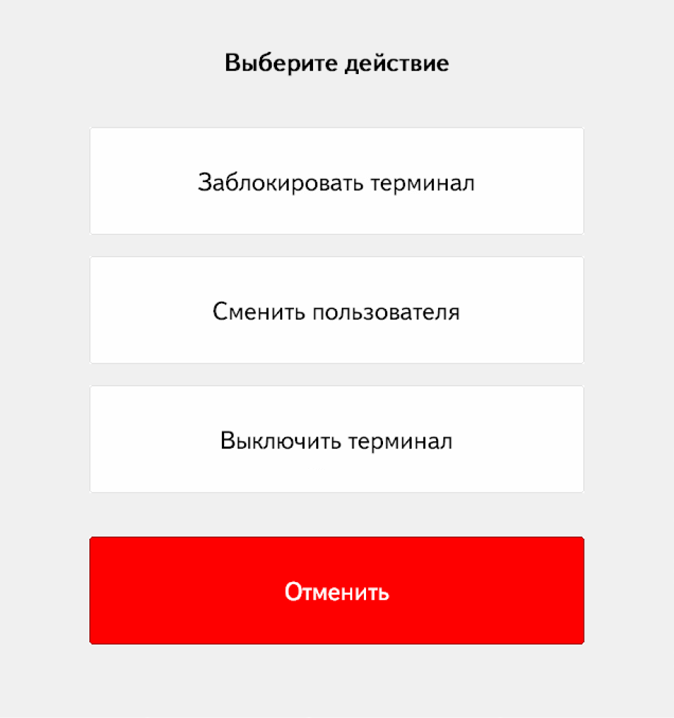 Выберите действие
Заблокировать терминал
Сменить пользователя
Выключить терминал
Отменить